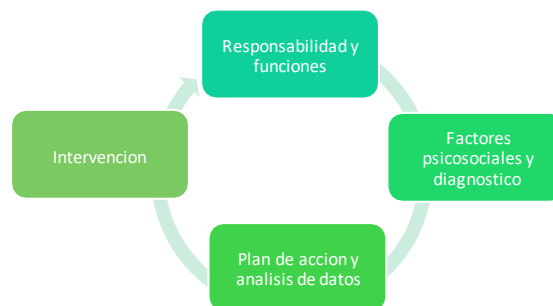 Responsabilidad y
funciones
Factores
psicosociales y
diagnostico
Plan de accion y
analisis de datos
Intervencion